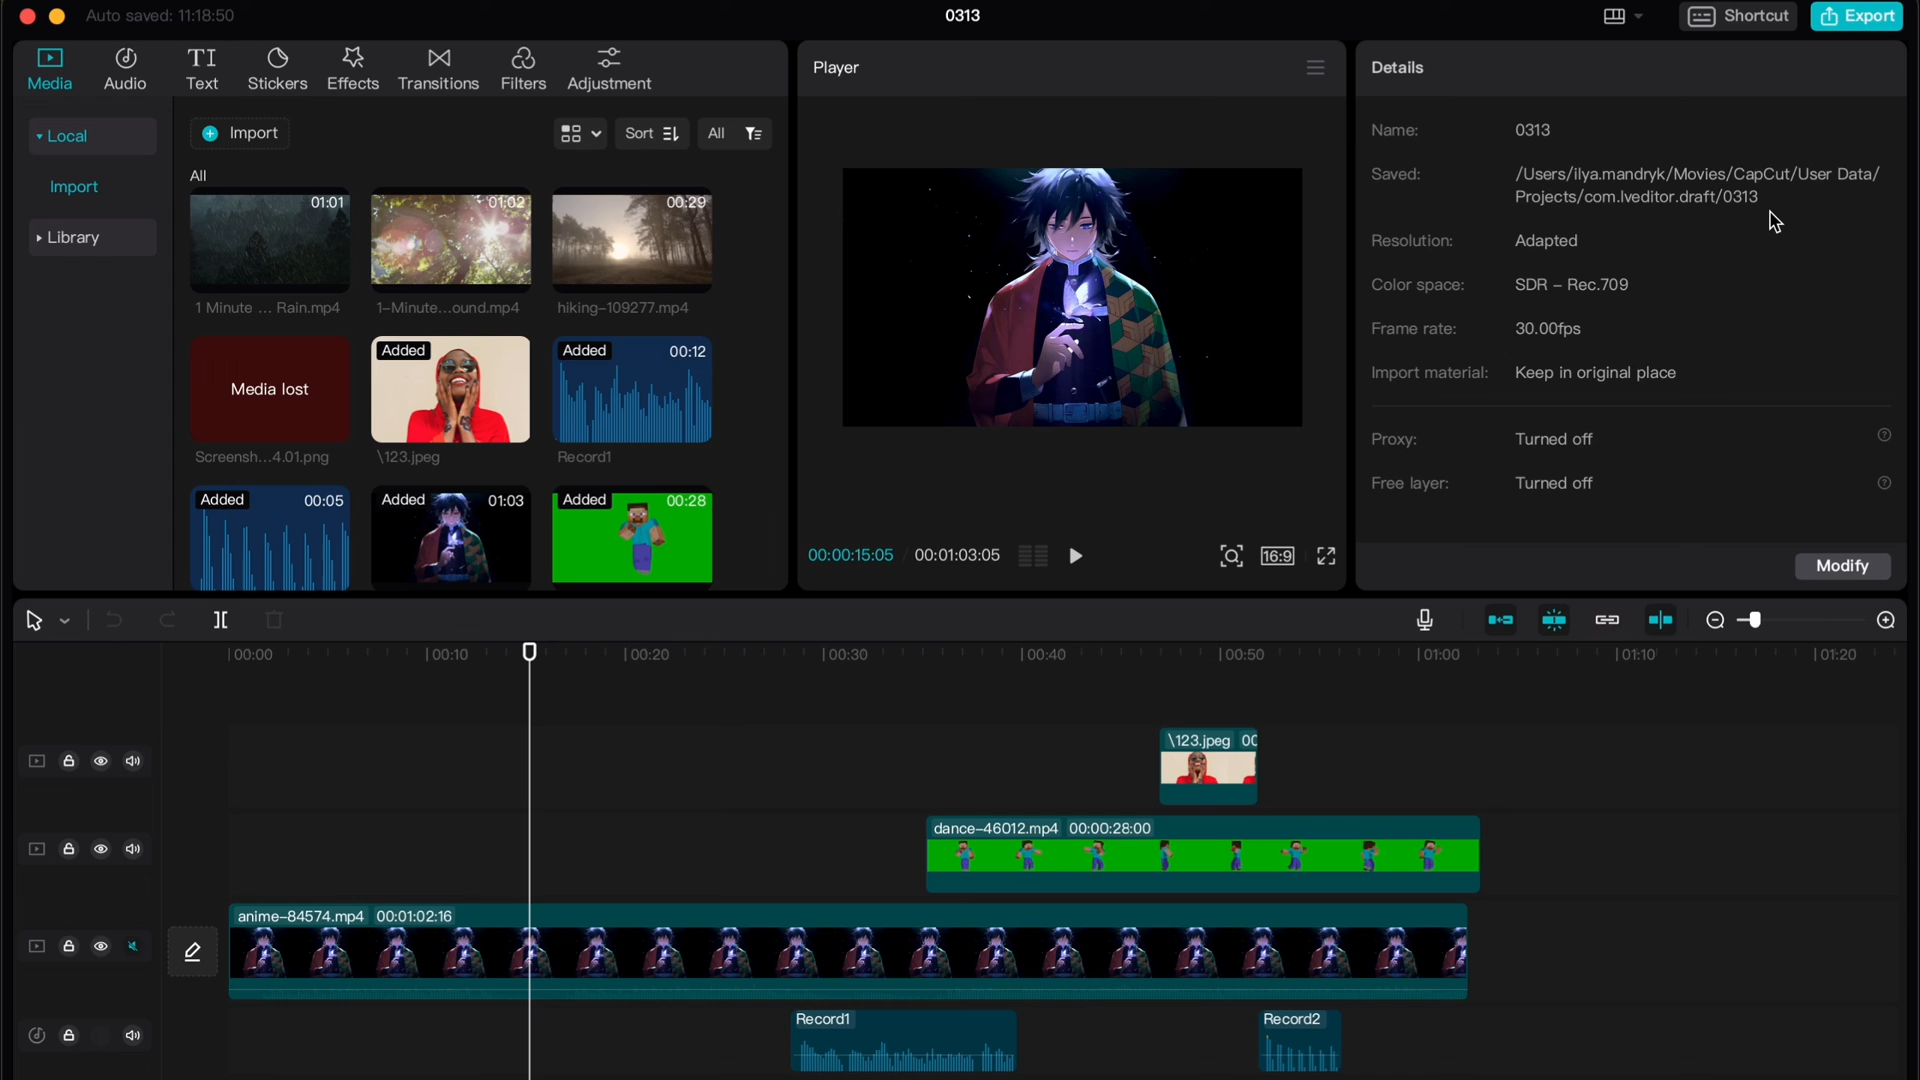 Auto saved: 11:18:50
0313
Shortcut
Export
Media
Audio
Text
Stickers
Effects
Transitions
Filters
Adjustment
Local
Import
Library
Import
Sort
All
All
01:01
1 Minute ... Rain.mp4
01:02
1-Minute...ound.mp4
00:29
hiking-109277.mp4
Media lost
Screensh...4.01.png
Added
\123.jpeg
Added 00:12
Record1
Added 00:05
Added 01:03
Added 00:28
Player
00:00:15:05 / 00:01:03:05
16:9
Details
Name: 0313
Saved: /Users/ilya.mandryk/Movies/CapCut/User Data/
Projects/com.lveditor.draft/0313
Resolution: Adapted
Color space: SDR – Rec.709
Frame rate: 30.00fps
Import material: Keep in original place
Proxy: Turned off
Free layer: Turned off
Modify
00:00 00:10 00:20 00:30 00:40 00:50 01:00 01:10 01:20
\123.jpeg 00
dance-46012.mp4 00:00:28:00
anime-84574.mp4 00:01:02:16
Record1
Record2